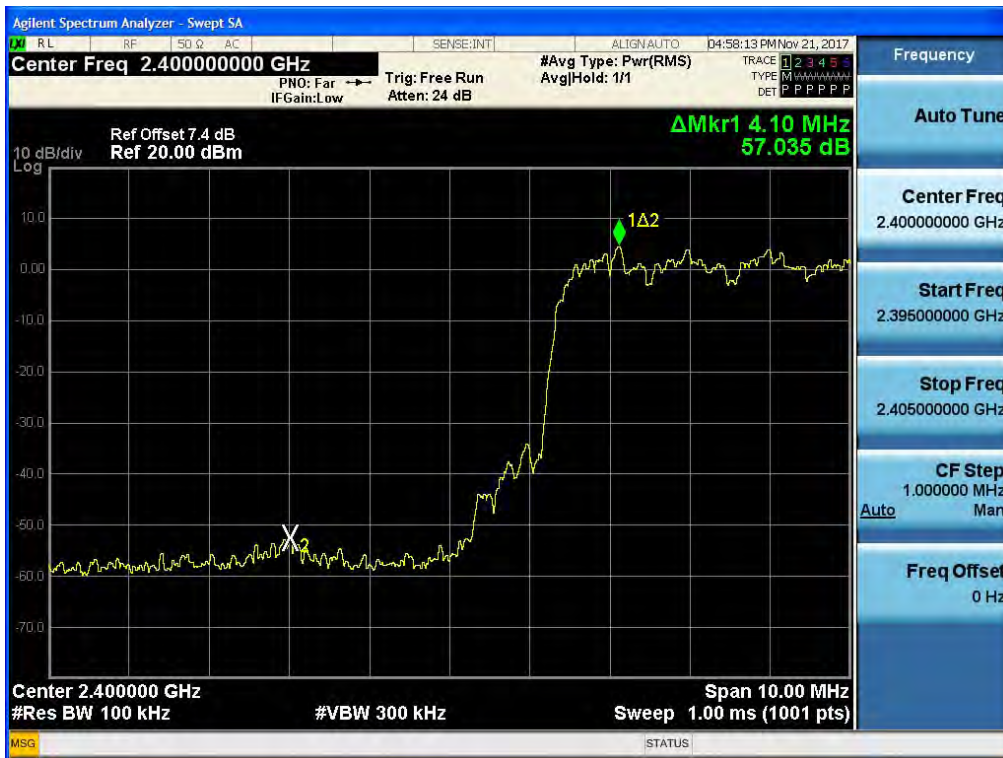 Agilent Spectrum Analyzer - Swept SA
LXI RL RF 50 Ω AC SENSE:INT ALIGNAUTO 04:58:13 PM Nov 21, 2017
Center Freq 2.400000000 GHz
PNO: Far
IFGain:Low
Trig: Free Run
Atten: 24 dB
#Avg Type: Pwr(RMS)
Avg|Hold: 1/1
TRACE 1 2 3 4 5 6
TYPE M
DET P P P P P P
Ref Offset 7.4 dB
Ref 20.00 dBm
10 dB/div
Log
ΔMkr1 4.10 MHz
57.035 dB
10.0
0.00
-10.0
-20.0
-30.0
-40.0
-50.0
-60.0
-70.0
1Δ2
X2
Center 2.400000 GHz
#Res BW 100 kHz
#VBW 300 kHz
Span 10.00 MHz
Sweep 1.00 ms (1001 pts)
MSG
STATUS
Frequency
Auto Tune
Center Freq
2.400000000 GHz
Start Freq
2.395000000 GHz
Stop Freq
2.405000000 GHz
CF Step
1.000000 MHz
Auto Man
Freq Offset
0 Hz